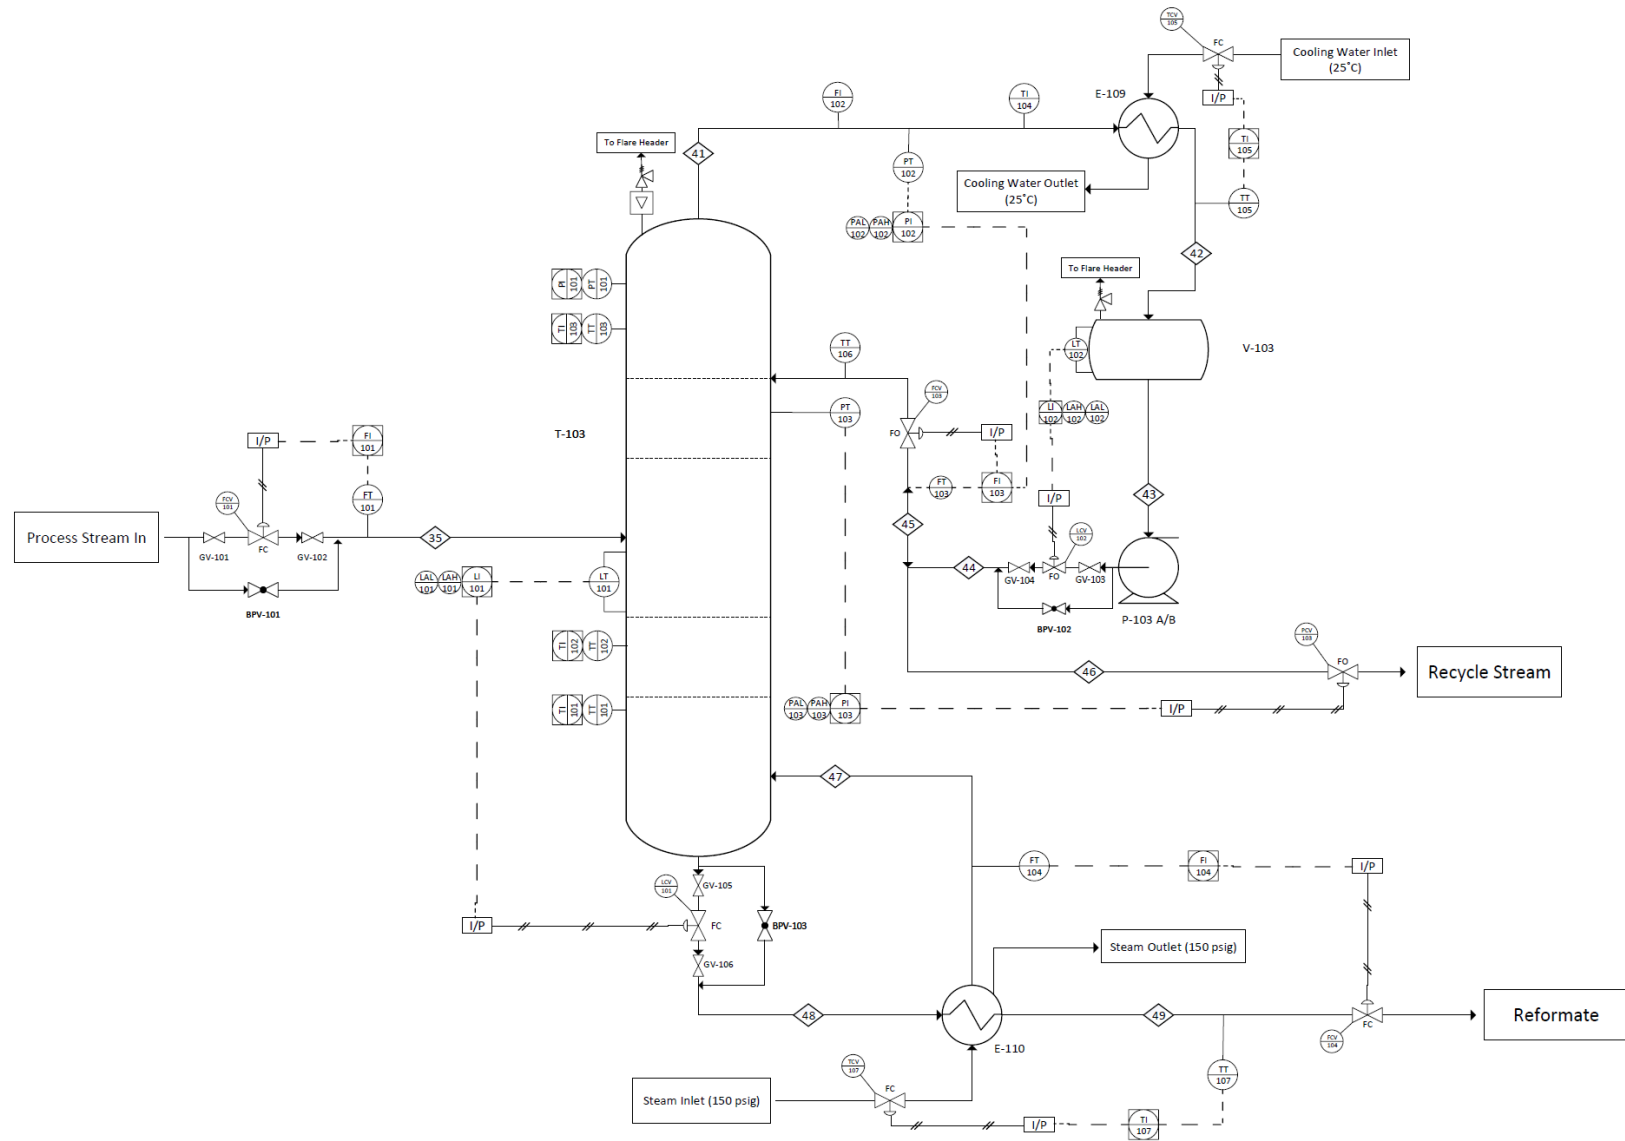 TCV
105
FC
Cooling Water Inlet
(25˚C)
I/P
E-109
FI
102
TI
104
TI
105
To Flare Header
41
PT
102
Cooling Water Outlet
(25˚C)
TT
105
PAL
102
PAH
102
PI
102
42
To Flare Header
PI
101
PT
101
TI
103
TT
103
TT
106
LT
102
V-103
FCV
103
PT
103
LI
102
LAH
102
LAL
102
T-103
FO
I/P
I/P
FI
101
FT
103
FI
103
I/P
43
FCV
101
FT
101
45
LCV
102
Process Stream In
GV-101
FC
GV-102
35
44
GV-104
FO
GV-103
LAL
101
LAH
101
LI
101
LT
101
BPV-101
BPV-102
P-103 A/B
PCV
103
TI
102
TT
102
46
FO
Recycle Stream
TI
101
TT
101
PAL
103
PAH
103
PI
103
I/P
47
FT
104
FI
104
I/P
LCV
101
GV-105
I/P
FC
BPV-103
Steam Outlet (150 psig)
GV-106
48
49
Reformate
FC
FCV
104
E-110
TCV
107
FC
TT
107
Steam Inlet (150 psig)
I/P
TI
107